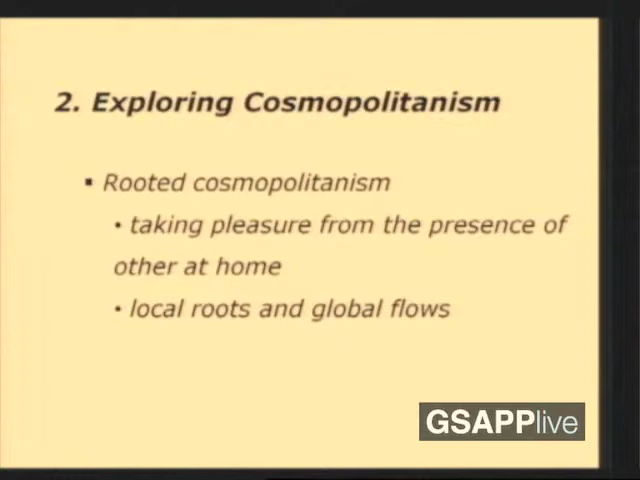 2. Exploring Cosmopolitanism
▪ Rooted cosmopolitanism
• taking pleasure from the presence of
other at home
• local roots and global flows
GSAPPlive